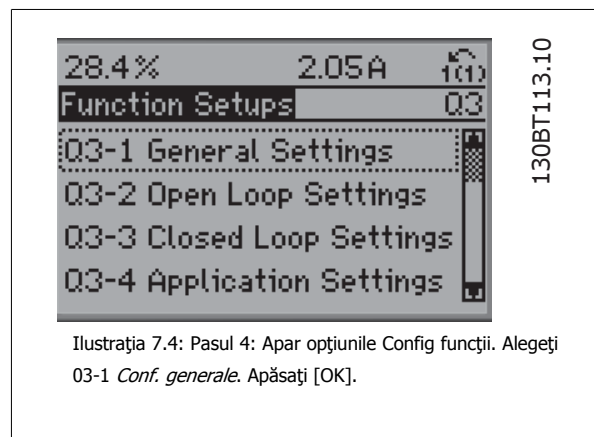 28.4%
2.05A
1(1)
Function Setups
Q3
Q3-1 General Settings
Q3-2 Open Loop Settings
Q3-3 Closed Loop Settings
Q3-4 Application Settings
130BT113.10
Ilustraţia 7.4: Pasul 4: Apar opţiunile Config funcţii. Alegeţi
03-1 Conf. generale. Apăsaţi [OK].